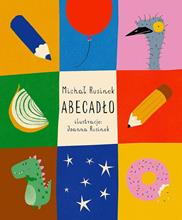 Michał Rusinek
ABECADŁO
ilustracje:
Joanna Rusinek